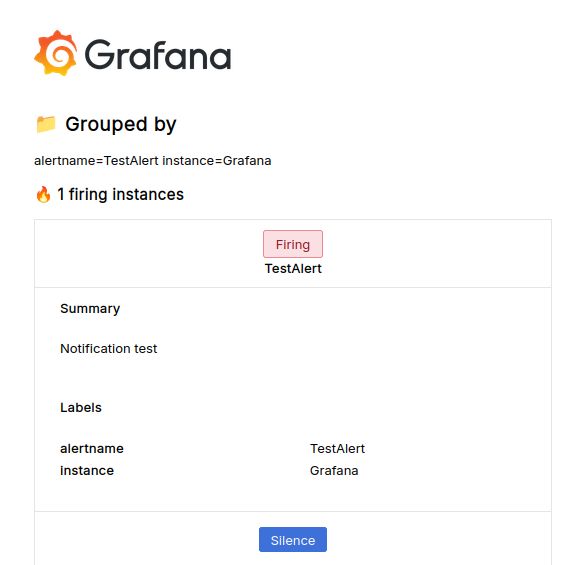 Grafana
📁 Grouped by
alertname=TestAlert instance=Grafana
🔥 1 firing instances
Firing
TestAlert
Summary
Notification test
Labels
alertname TestAlert
instance Grafana
Silence